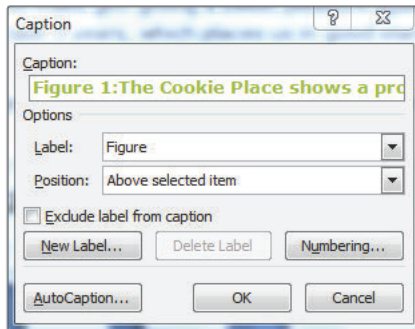 Caption
Caption:
Figure 1:The Cookie Place shows a pro
Options
Label: Figure
Position: Above selected item
Exclude label from caption
New Label... Delete Label Numbering...
AutoCaption... OK Cancel